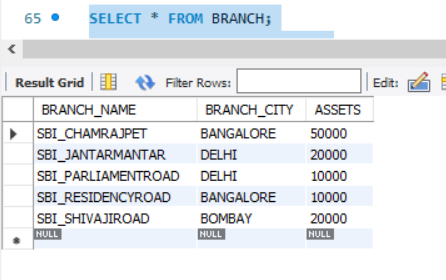 65 SELECT * FROM BRANCH;
Result Grid Filter Rows: Edit:
BRANCH_NAME BRANCH_CITY ASSETS
SBI_CHAMRAJPET BANGALORE 50000
SBI_JANTARMANTAR DELHI 20000
SBI_PARLIAMENTROAD DELHI 10000
SBI_RESIDENCYROAD BANGALORE 10000
SBI_SHIVAJIROAD BOMBAY 20000
NULL NULL NULL